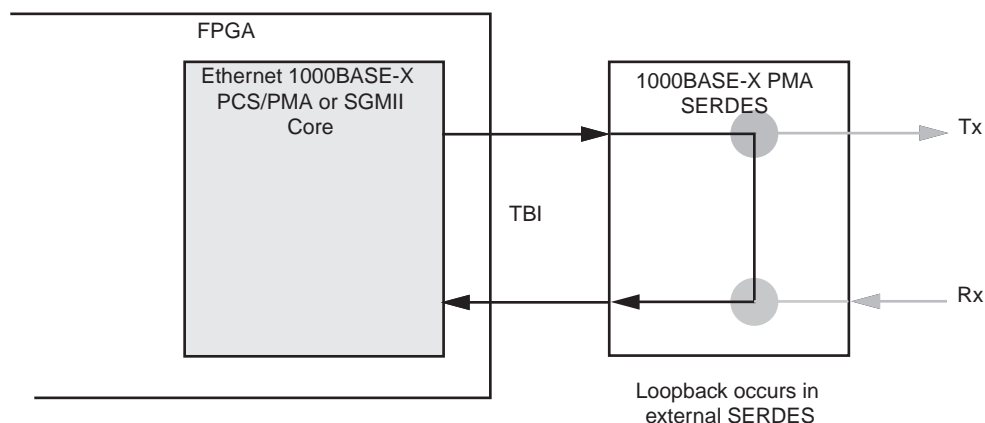 FPGA
Ethernet 1000BASE-X
PCS/PMA or SGMII
Core
1000BASE-X PMA
SERDES
Tx
TBI
Rx
Loopback occurs in
external SERDES